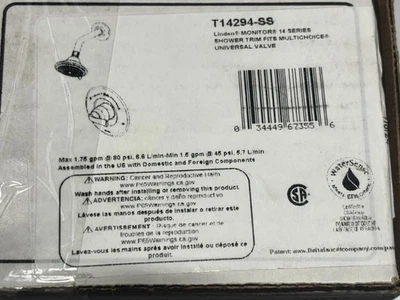 T14294-SS
Linden® MONITOR® 14 SERIES
SHOWER TRIM FITS MULTICHOICE®
UNIVERSAL VALVE
0 34449 67355 6
Max 1.75 gpm @ 80 psi, 6.6 L/min-Min 1.5 gpm @ 45 psi, 5.7 L/min
Assembled in the US with Domestic and Foreign Components
WARNING: Cancer and Reproductive Harm
www.P65Warnings.ca.gov
Wash hands after installing or removing this product.
ADVERTENCIA: cáncer y daño reproductivo
www.P65Warnings.ca.gov
Lávese las manos después de instalar o retirar este
producto.
AVERTISSEMENT: Risque de cancer et de
troubles de l'appareil reproducteur
www.P65Warnings.ca.gov
Lavez-vous les mains après avoir installé ou déposé ce
produit.
WaterSense
EPA
Patent: www.deltafaucetcompany.com/pa